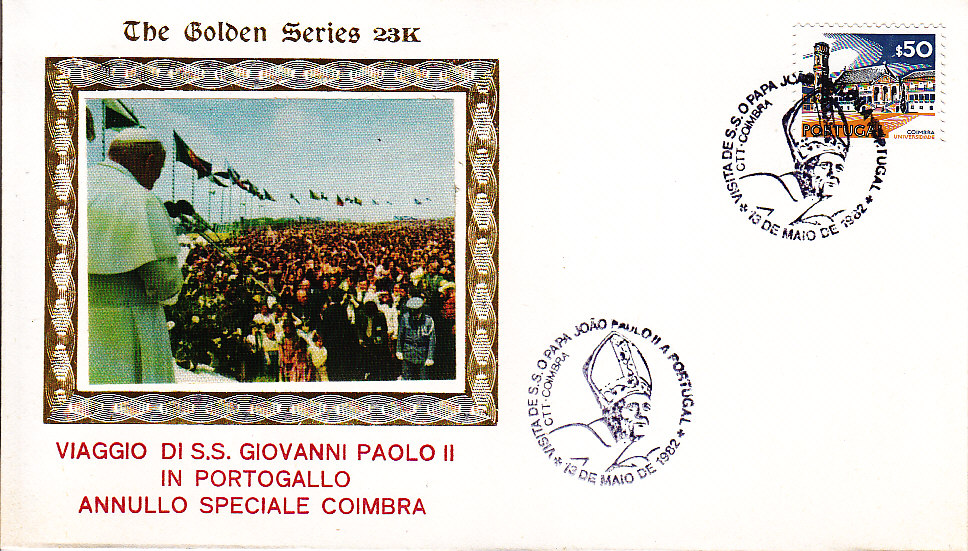 The Golden Series 23K
$50
PORTUGAL
COIMBRA
UNIVERSIDADE
VISITA DE S.S. O PAPA JOÃO PAULO II A PORTUGAL
CTT-COIMBRA
* 13 DE MAIO DE 1982 *
VIAGGIO DI S.S. GIOVANNI PAOLO II
IN PORTOGALLO
ANNULLO SPECIALE COIMBRA
VISITA DE S.S. O PAPA JOÃO PAULO II A PORTUGAL
CTT-COIMBRA
* 13 DE MAIO DE 1982 *